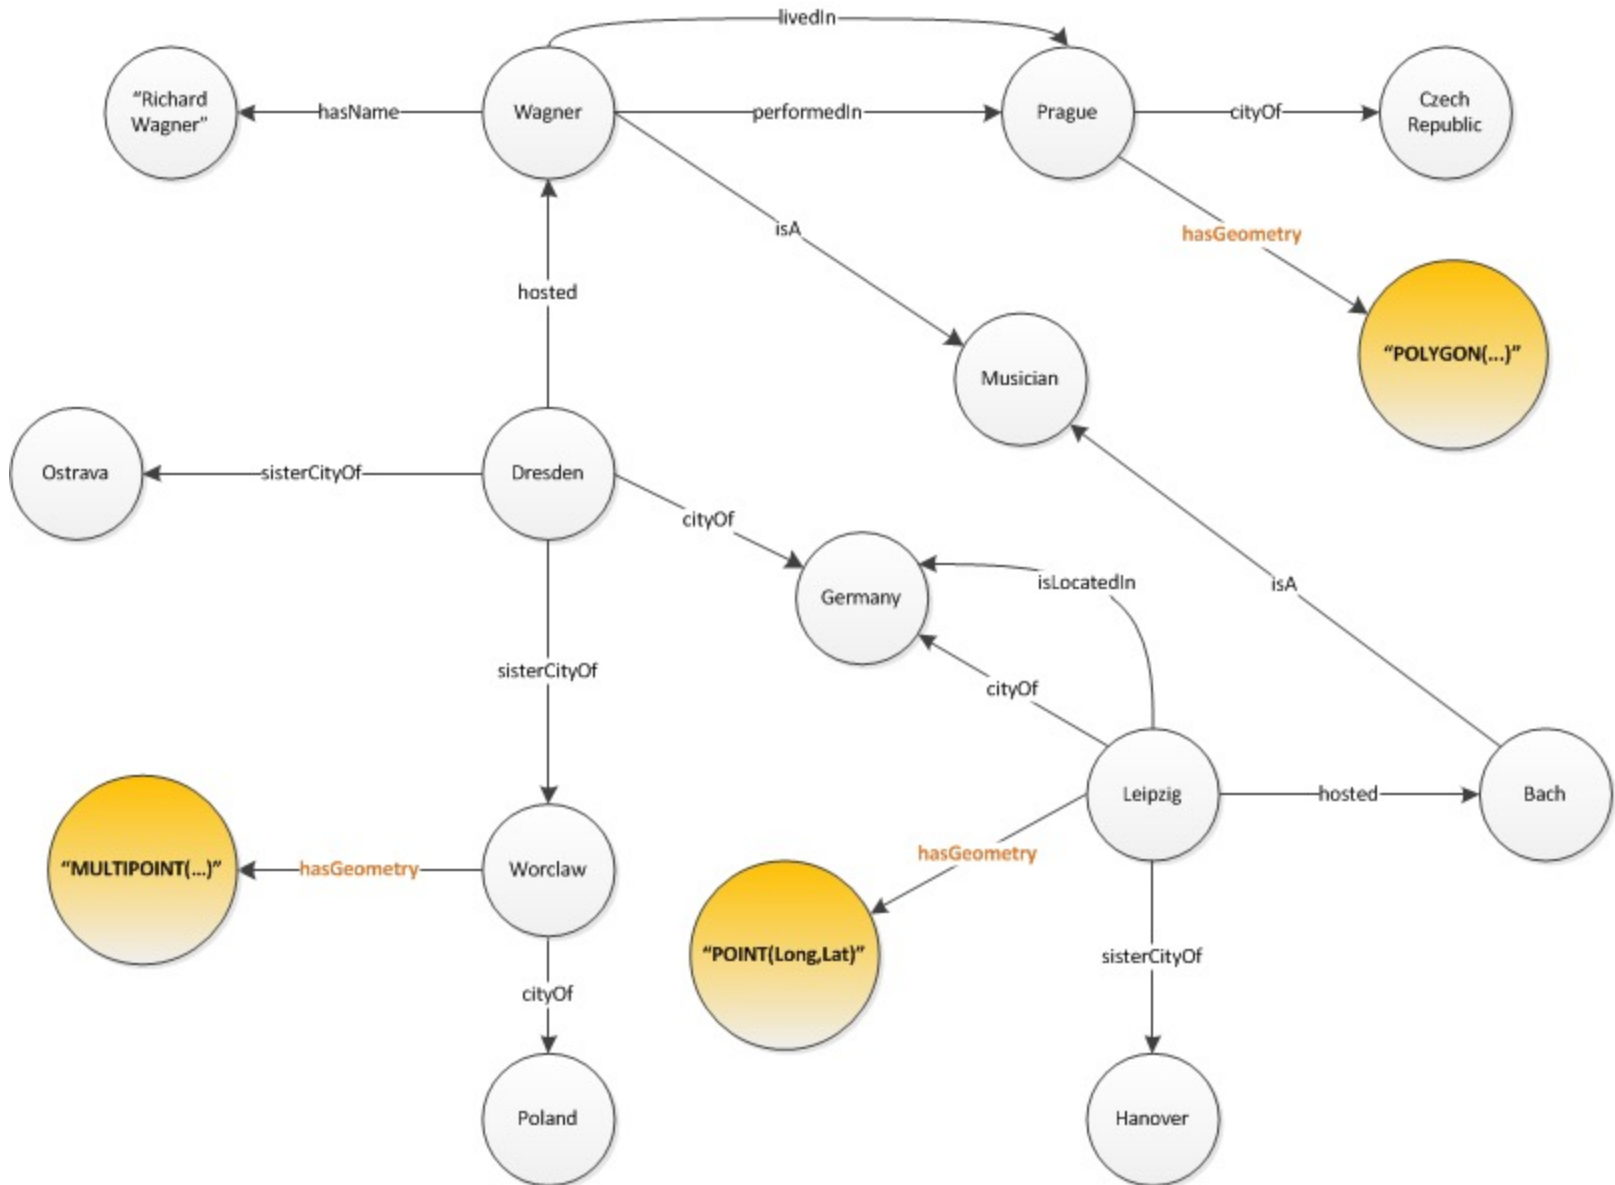 livedIn
“Richard
Wagner”
hasName
Wagner
performedIn
Prague
cityOf
Czech
Republic
isA
hasGeometry
hosted
“POLYGON(...)”
Musician
Ostrava
sisterCityOf
Dresden
cityOf
Germany
isLocatedIn
isA
sisterCityOf
cityOf
Leipzig
hosted
Bach
“MULTIPOINT(...)”
hasGeometry
Worclaw
hasGeometry
“POINT(Long,Lat)”
sisterCityOf
cityOf
Poland
Hanover